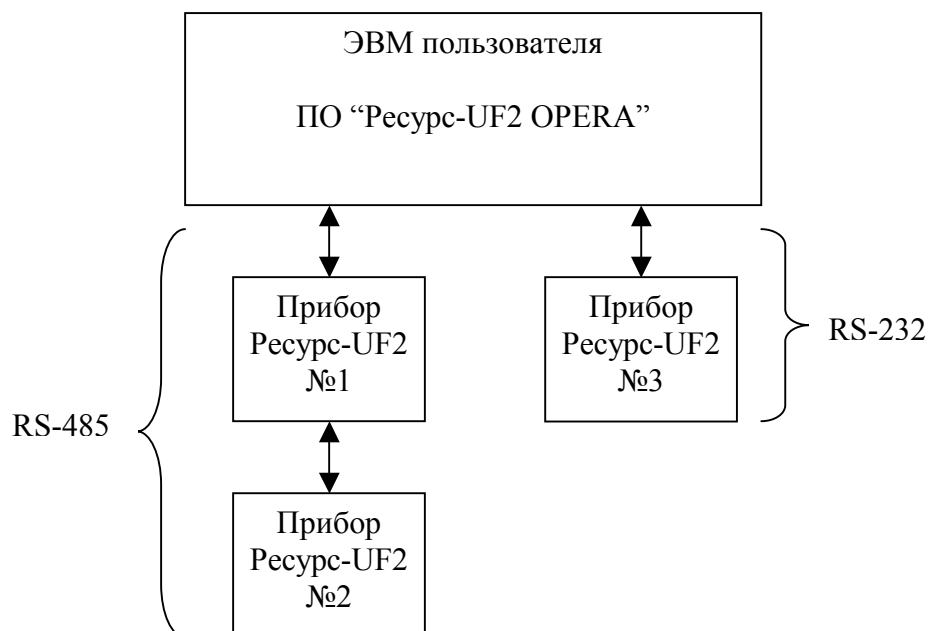 ЭВМ пользователя
ПО “Ресурс-UF2 OPERA”
Прибор
Ресурс-UF2
№1
Прибор
Ресурс-UF2
№3
RS-232
RS-485
Прибор
Ресурс-UF2
№2